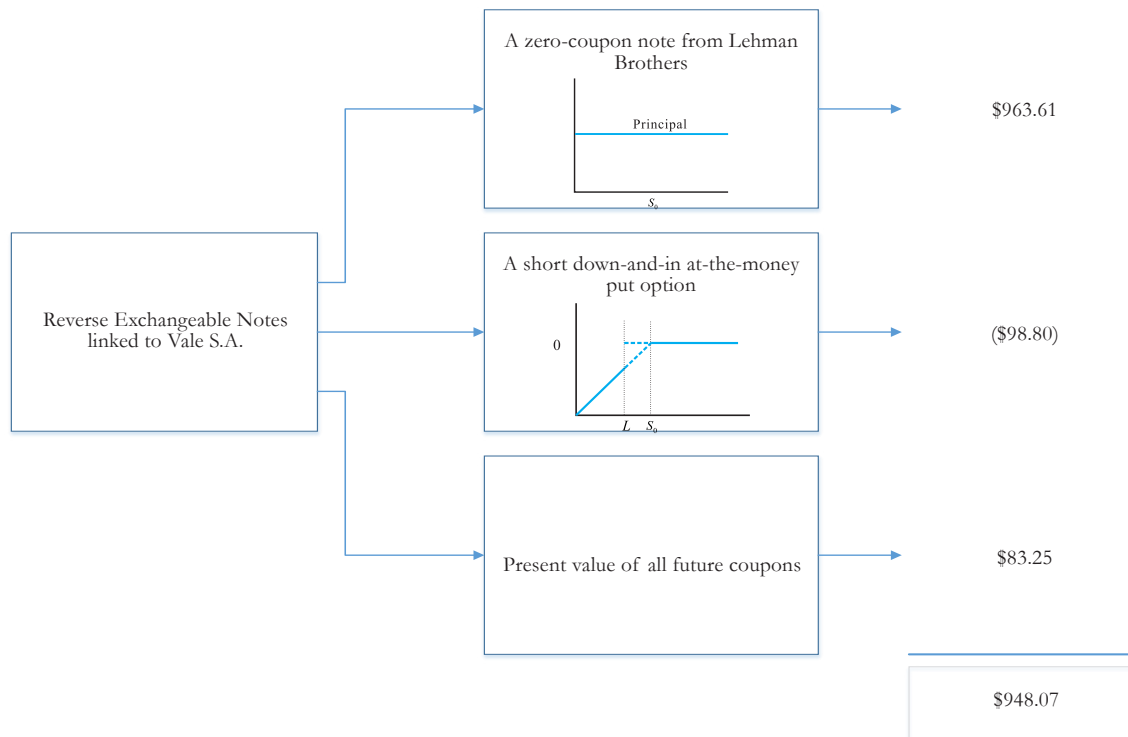 A zero-coupon note from Lehman
Brothers
Principal
S₀
$963.61
Reverse Exchangeable Notes
linked to Vale S.A.
A short down-and-in at-the-money
put option
0
L S₀
($98.80)
Present value of all future coupons
$83.25
$948.07